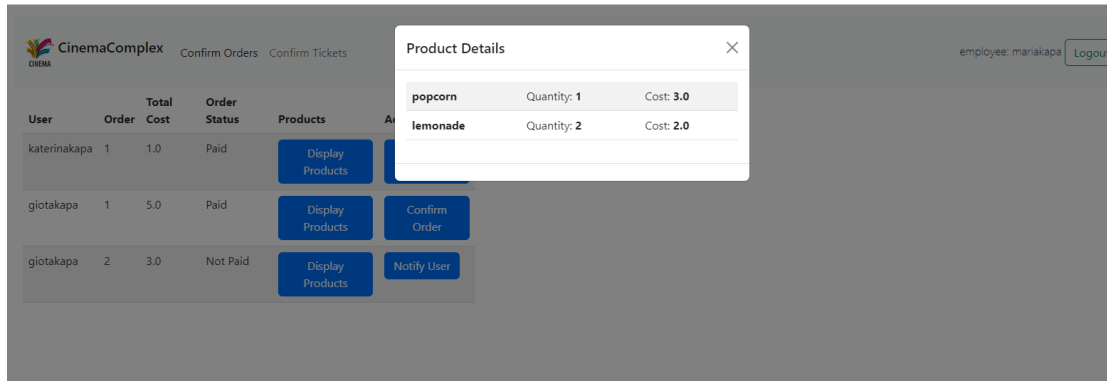 CINEMA
CinemaComplex Confirm Orders Confirm Tickets
employee: mariakapa Logout
Product Details
popcorn Quantity: 1 Cost: 3.0
lemonade Quantity: 2 Cost: 2.0
User Order Total Cost Order Status Products
katerinakapa 1 1.0 Paid Display Products
giotakapa 1 5.0 Paid Display Products Confirm Order
giotakapa 2 3.0 Not Paid Display Products Notify User